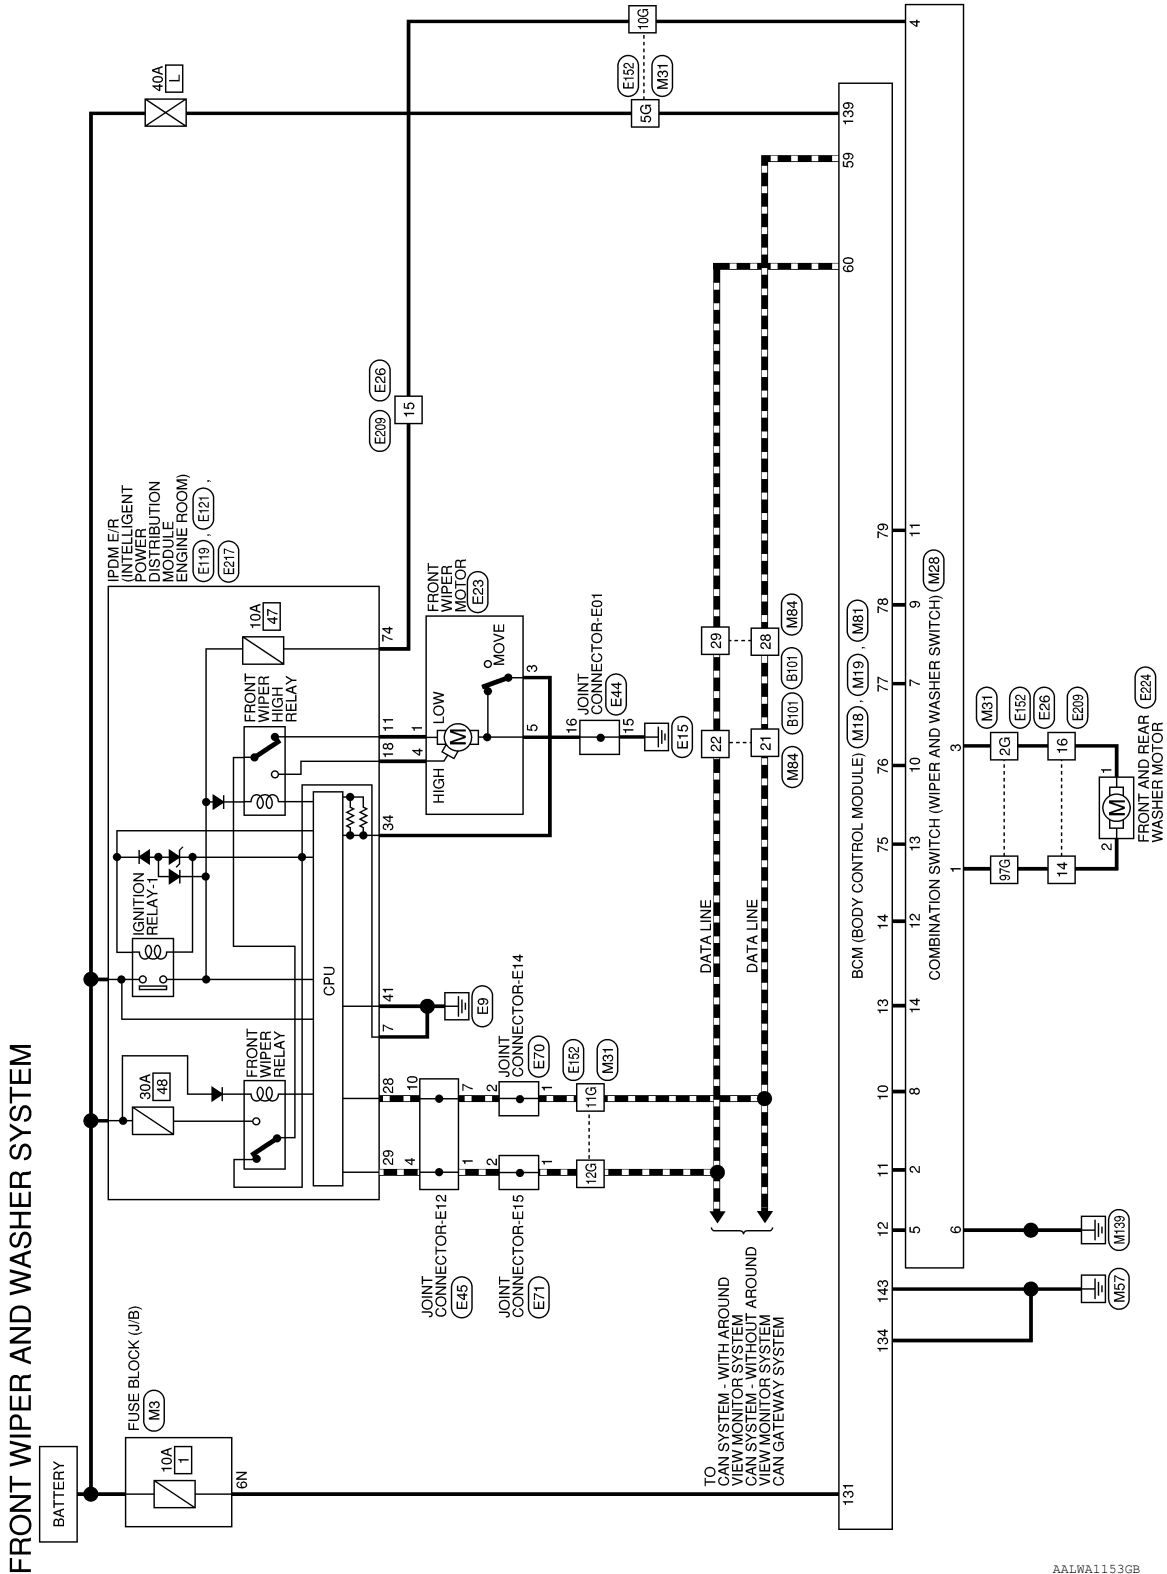 FRONT WIPER AND WASHER SYSTEM
BATTERY
FUSE BLOCK (J/B)
M3
10A
1
6N
40A
L
30A
48
FRONT
WIPER
RELAY
IGNITION
RELAY-1
CPU
FRONT
WIPER
HIGH
RELAY
10A
47
IPDM E/R
(INTELLIGENT
POWER
DISTRIBUTION
MODULE
ENGINE ROOM)
E119 , E121 ,
E217
29
28
7
41
34
18
11
74
E9
FRONT
WIPER
MOTOR
E23
HIGH
LOW
M
MOVE
4
1
5
3
E209
E26
15
JOINT
CONNECTOR-E12
E45
4
10
1
7
JOINT
CONNECTOR-E15
E71
2
1
JOINT
CONNECTOR-E14
E70
2
1
E152
M31
12G
11G
JOINT
CONNECTOR-E01
E44
16
15
E15
5G
10G
E152
M31
TO
CAN SYSTEM - WITH AROUND
VIEW MONITOR SYSTEM
CAN SYSTEM - WITHOUT AROUND
VIEW MONITOR SYSTEM
CAN GATEWAY SYSTEM
DATA LINE
DATA LINE
22
21
M84
B101
29
28
B101
M84
131
60
59
139
BCM (BODY CONTROL MODULE) M18 , M19 , M81
134
143
12
11
10
13
14
75
76
77
78
79
5
2
8
14
12
13
10
7
9
11
4
COMBINATION SWITCH (WIPER AND WASHER SWITCH) M28
6
1
3
M57
M139
97G
2G
M31
E152
14
16
E26
E209
2
1
M
FRONT AND REAR
WASHER MOTOR
E224
AALWA1153GB